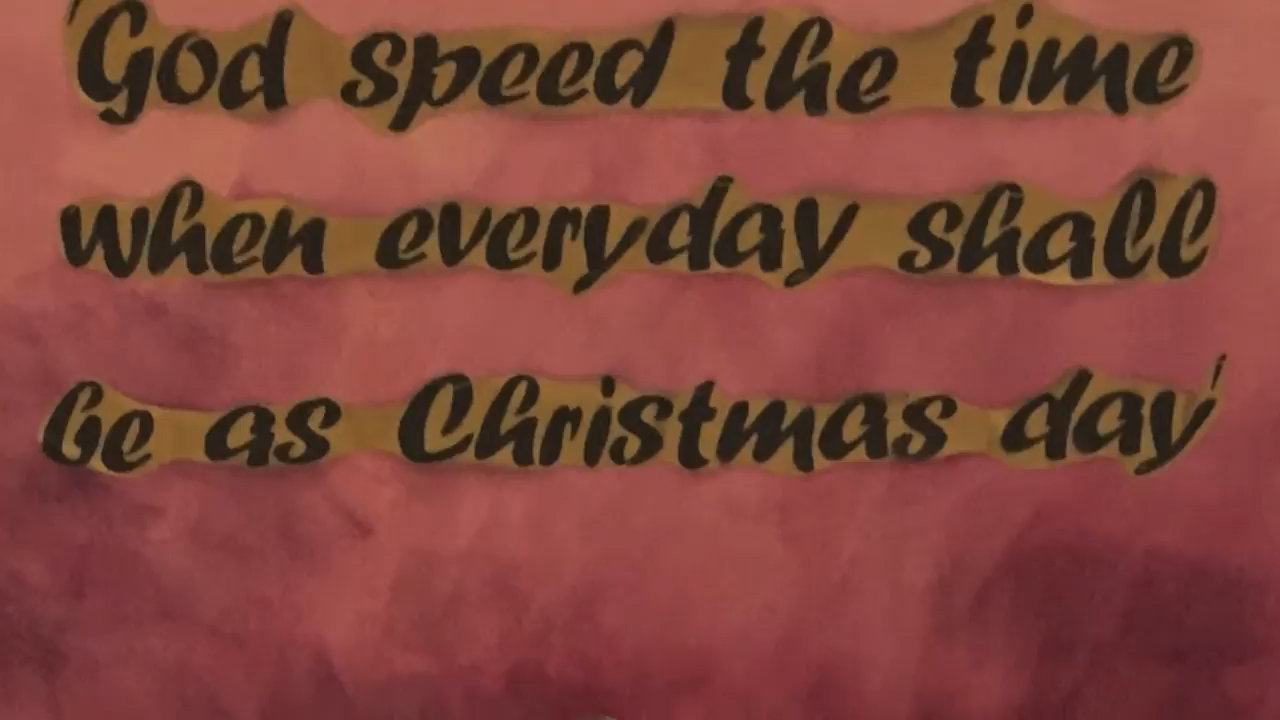 'God speed the time
when everyday shall
be as Christmas day'